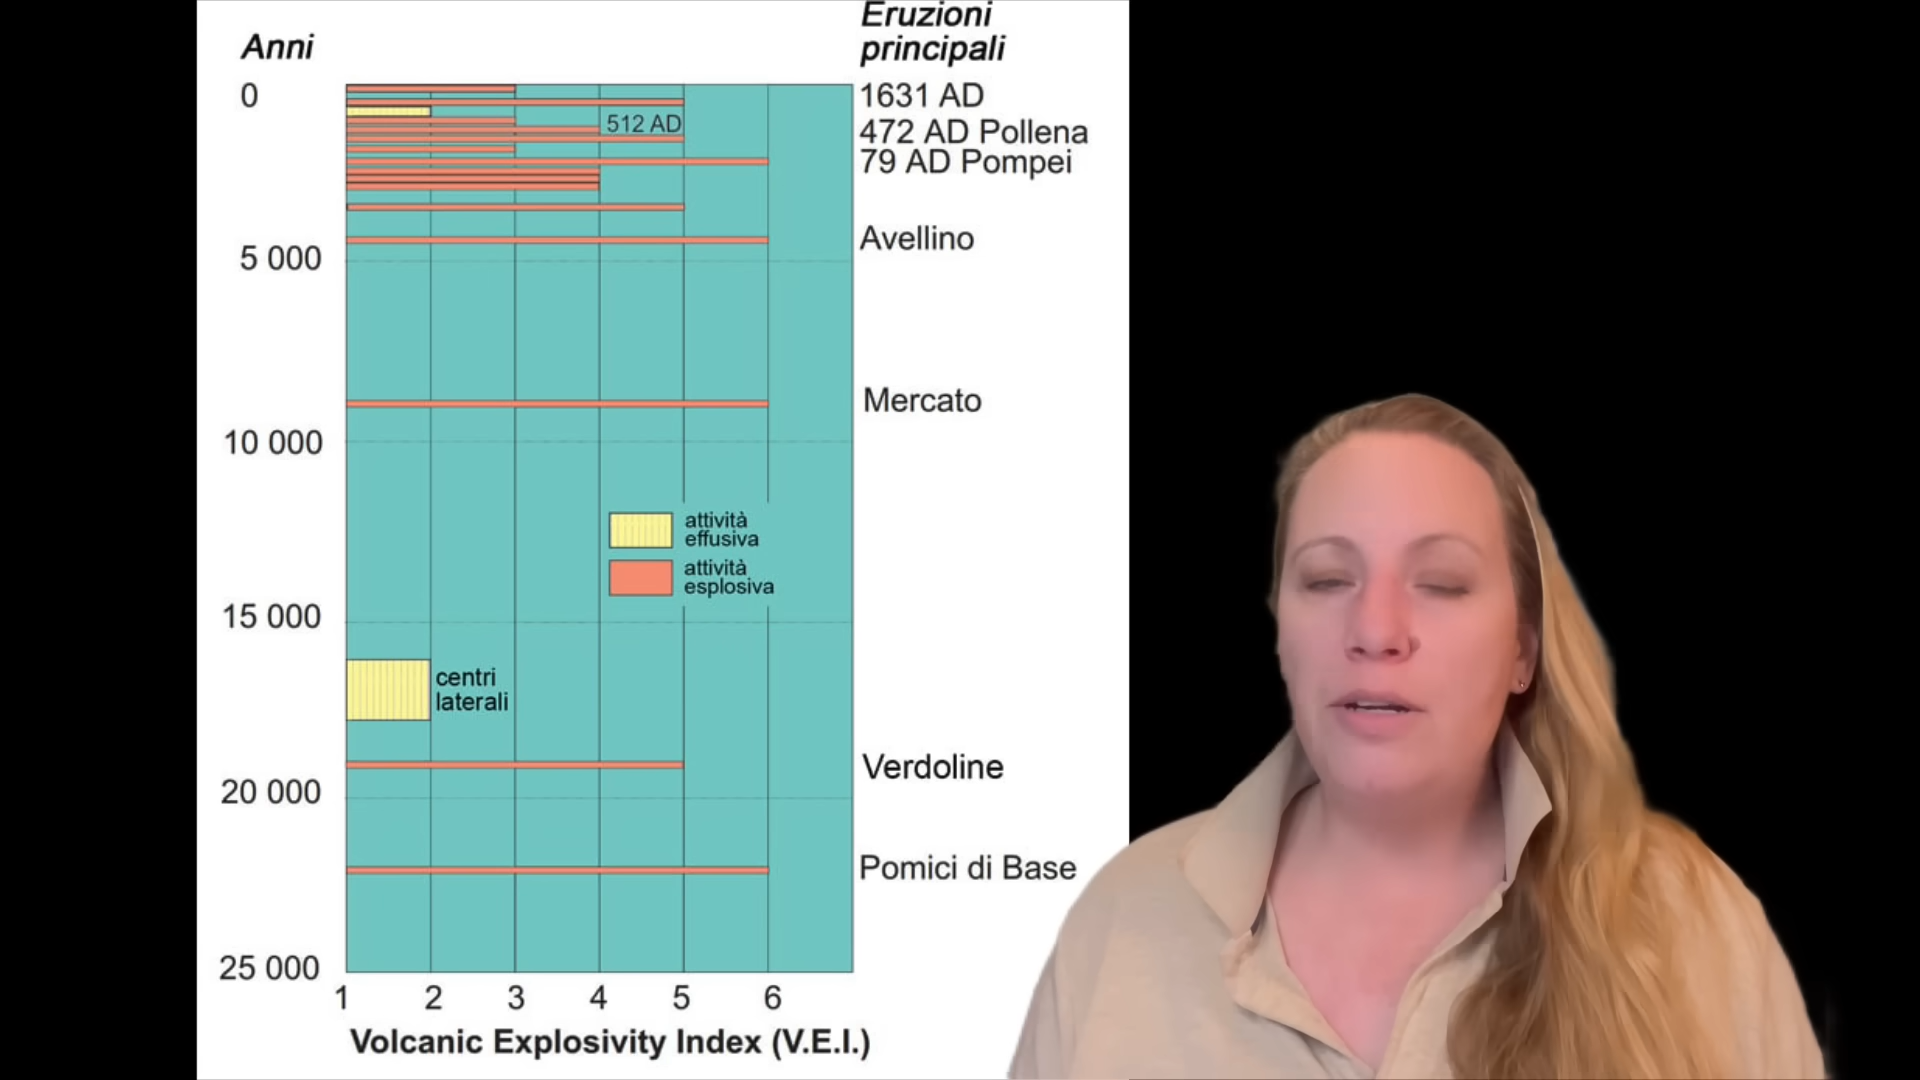 Anni
Eruzioni
principali
0
1631 AD
512 AD
472 AD Pollena
79 AD Pompei
Avellino
5 000
Mercato
10 000
attività
effusiva
attività
esplosiva
15 000
centri
laterali
Verdoline
20 000
Pomici di Base
25 000
1 2 3 4 5 6
Volcanic Explosivity Index (V.E.I.)